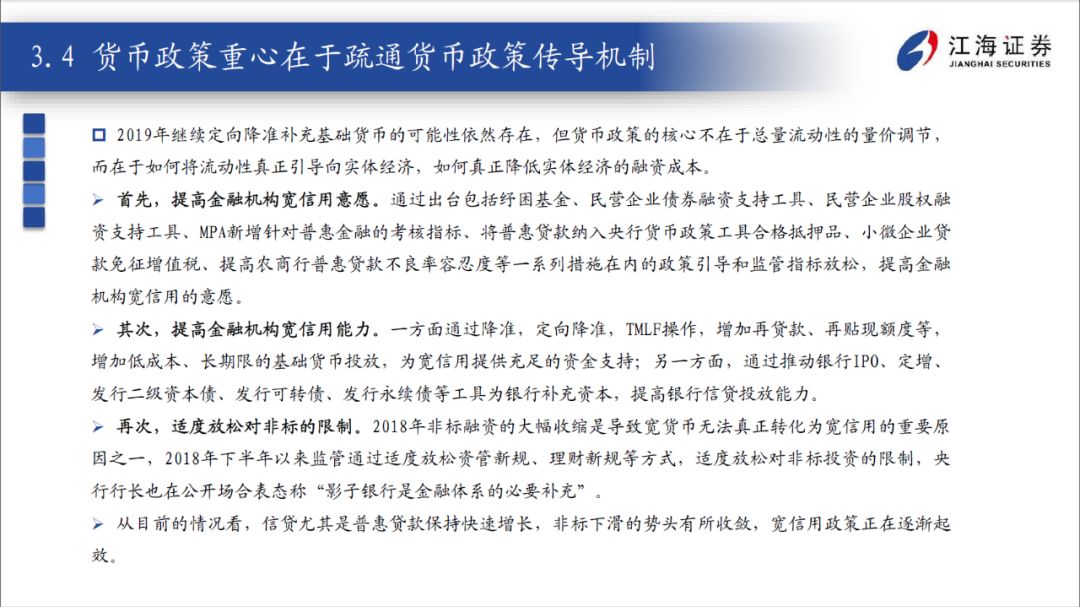 3.4 货币政策重心在于疏通货币政策传导机制
江海证券
JIANGHAI SECURITIES
2019年继续定向降准补充基础货币的可能性依然存在，但货币政策的核心不在于总量流动性的量价调节，
而在于如何将流动性真正引导向实体经济，如何真正降低实体经济的融资成本。
首先，提高金融机构宽信用意愿。通过出台包括纾困基金、民营企业债券融资支持工具、民营企业股权融
资支持工具、MPA新增针对普惠金融的考核指标、将普惠贷款纳入央行货币政策工具合格抵押品、小微企业贷
款免征增值税、提高农商行普惠贷款不良率容忍度等一系列措施在内的政策引导和监管指标放松，提高金融
机构宽信用的意愿。
其次，提高金融机构宽信用能力。一方面通过降准，定向降准，TMLF操作，增加再贷款、再贴现额度等，
增加低成本、长期限的基础货币投放，为宽信用提供充足的资金支持；另一方面，通过推动银行IPO、定增、
发行二级资本债、发行可转债、发行永续债等工具为银行补充资本，提高银行信贷投放能力。
再次，适度放松对非标的限制。2018年非标融资的大幅收缩是导致宽货币无法真正转化为宽信用的重要原
因之一，2018年下半年以来监管通过适度放松资管新规、理财新规等方式，适度放松对非标投资的限制，央
行行长也在公开场合表态称“影子银行是金融体系的必要补充”。
从目前的情况看，信贷尤其是普惠贷款保持快速增长，非标下滑的势头有所收敛，宽信用政策正在逐渐起
效。